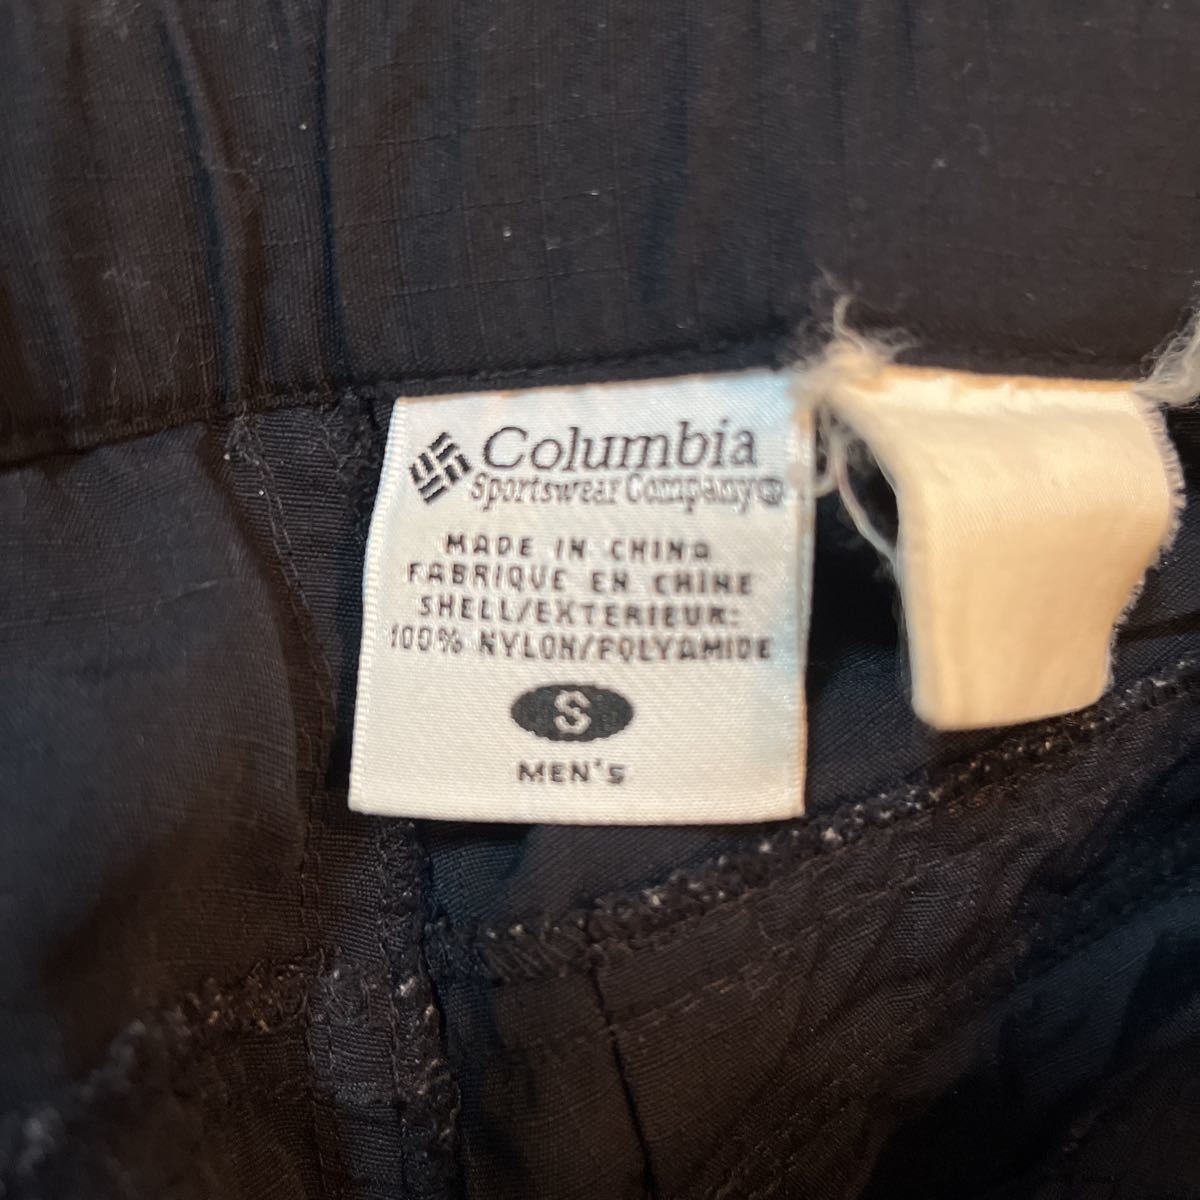 Columbia
Sportswear Company®
MADE IN CHINA
FABRIQUE EN CHINE
SHELL/EXTERIEUR:
100% NYLON/POLYAMIDE
S
MEN'S